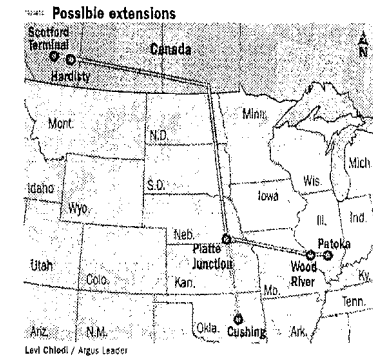 Possible extensions
Scotford
Terminal
Canada
Hardisty
N
Mont.
N.D.
Minn.
Idaho
S.D.
Wis.
Mich.
Wyo.
Iowa
Neb.
Platte
Junction
Ill.
Ind.
Patoka
Utah
Colo.
Kan.
Mo.
Wood
River
Ky.
Tenn.
Ariz.
N.M.
Okla.
Cushing
Ark.
Levi Chlodi / Argus Leader